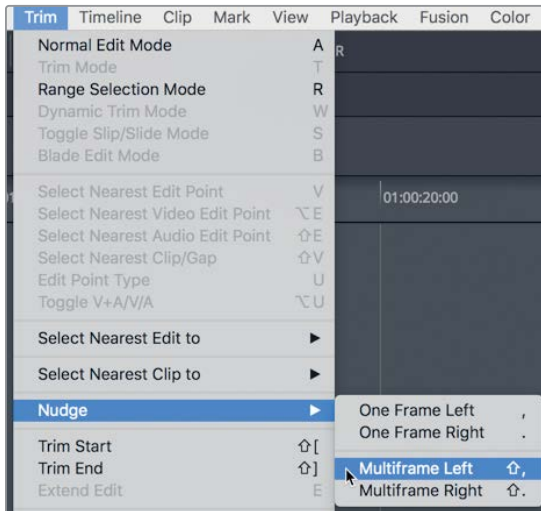 Trim Timeline Clip Mark View Playback Fusion Color
Normal Edit Mode A
R
Trim Mode T
Range Selection Mode R
Dynamic Trim Mode W
Toggle Slip/Slide Mode S
Blade Edit Mode B
Select Nearest Edit Point V
01:00:20:00
Select Nearest Video Edit Point ⌥E
Select Nearest Audio Edit Point ⇧E
Select Nearest Clip/Gap ⇧V
Edit Point Type U
Toggle V+A/V/A ⌥U
Select Nearest Edit to ▶
Select Nearest Clip to ▶
Nudge ▶
One Frame Left ,
One Frame Right .
Trim Start ⇧[
Trim End ⇧]
Multiframe Left ⇧,
Extend Edit E
Multiframe Right ⇧.